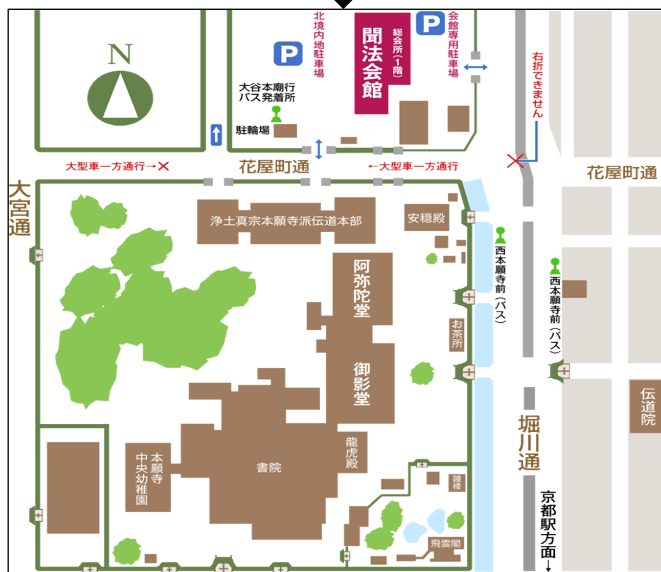 N
P
北境内地駐車場
総会所(1階)
聞法会館
P
会館専用駐車場
右折できません
大谷本廟行
バス発着所
駐輪場
大型車一方通行→✕
花屋町通
←大型車一方通行
花屋町通
大宮通
浄土真宗本願寺派伝道本部
安穏殿
西本願寺前(バス)
西本願寺前(バス)
阿弥陀堂
お茶所
御影堂
伝道院
堀川通
龍虎殿
本願寺
中央幼稚園
書院
鐘楼
飛雲閣
京都駅方面→